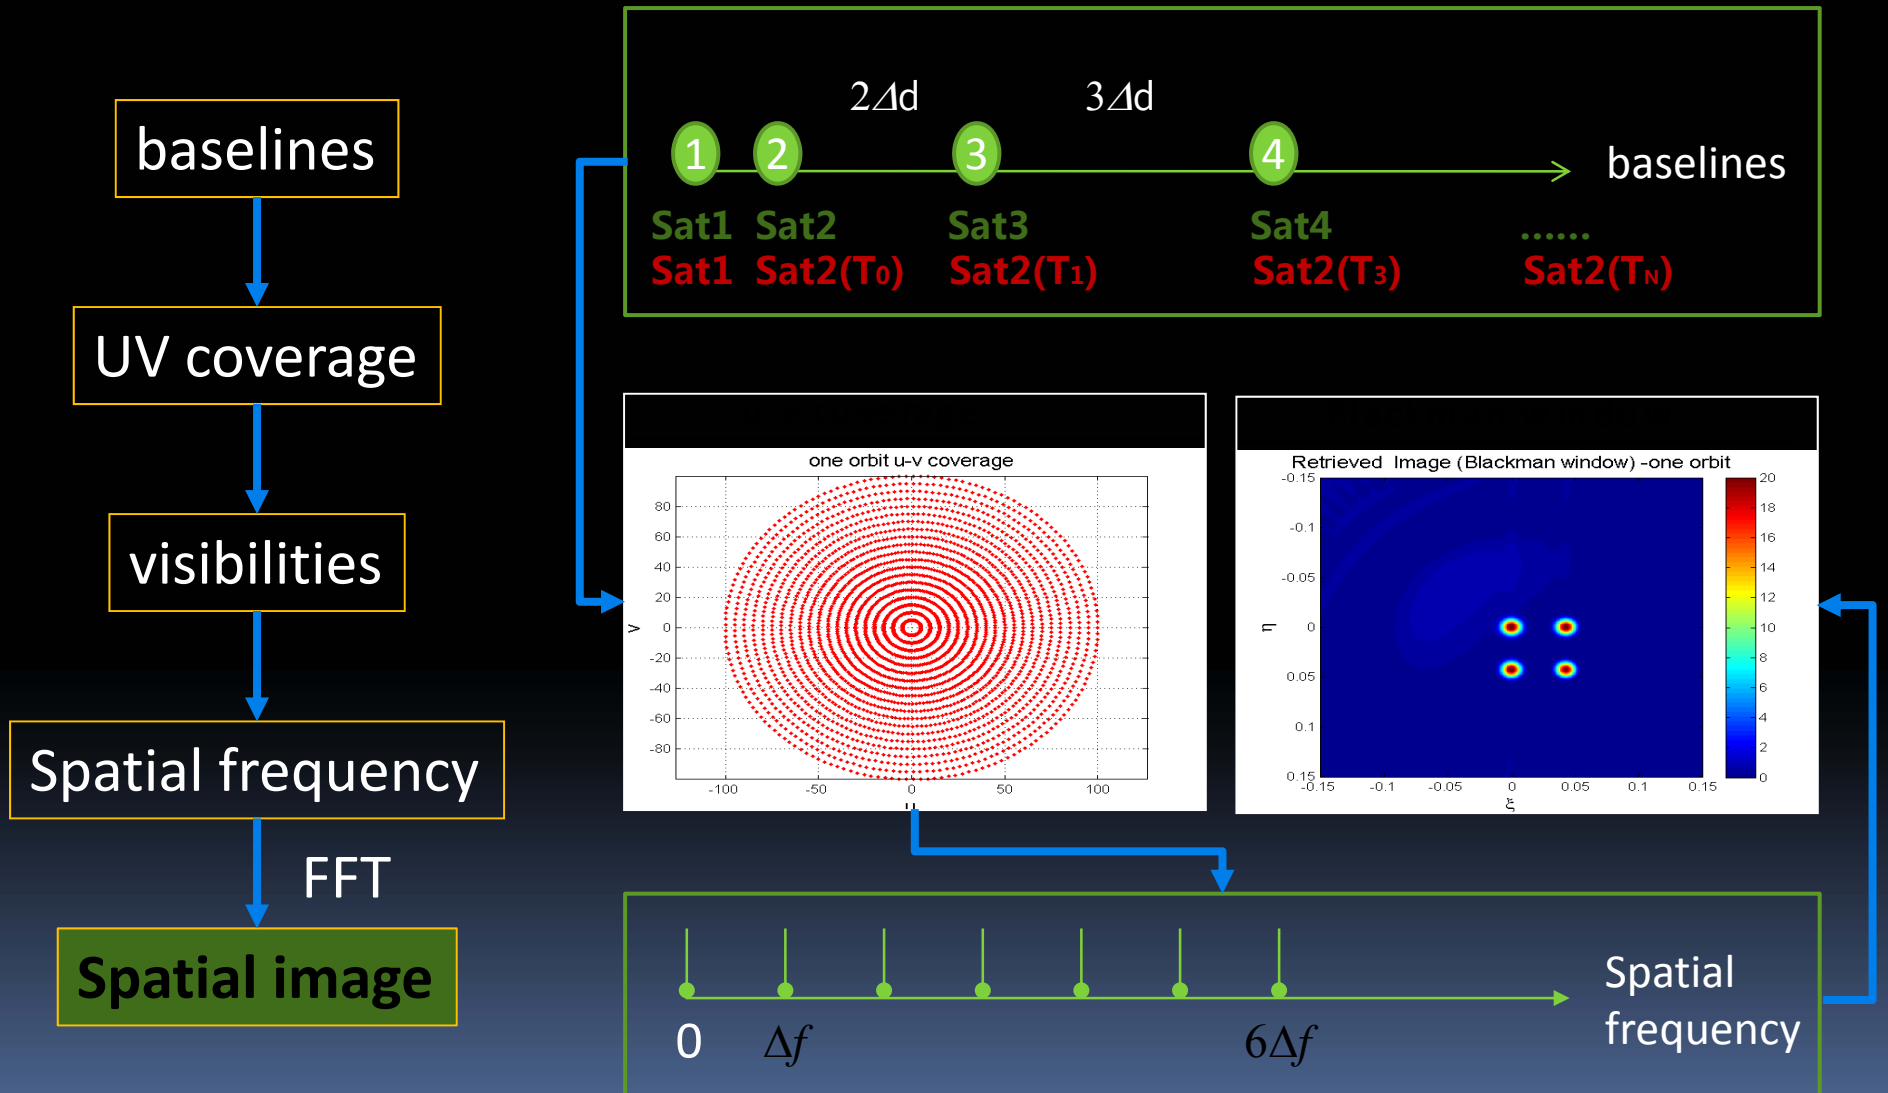 baselines
UV coverage
visibilities
Spatial frequency
FFT
Spatial image
2Δd 3Δd
1 2 3 4
baselines
Sat1 Sat2 Sat3 Sat4 ......
Sat1 Sat2(T₀) Sat2(T₁) Sat2(T₃) Sat2(T_N)
one orbit u-v coverage
80
60
40
20
0
-20
-40
-60
-80
v
-100 -50 0 50 100
Retrieved Image (Blackman window) -one orbit
-0.15
-0.1
-0.05
0
0.05
0.1
0.15
η
-0.15 -0.1 -0.05 0 0.05 0.1 0.15
ξ
20
18
16
14
12
10
8
6
4
2
0
0 Δf 6Δf
Spatial
frequency